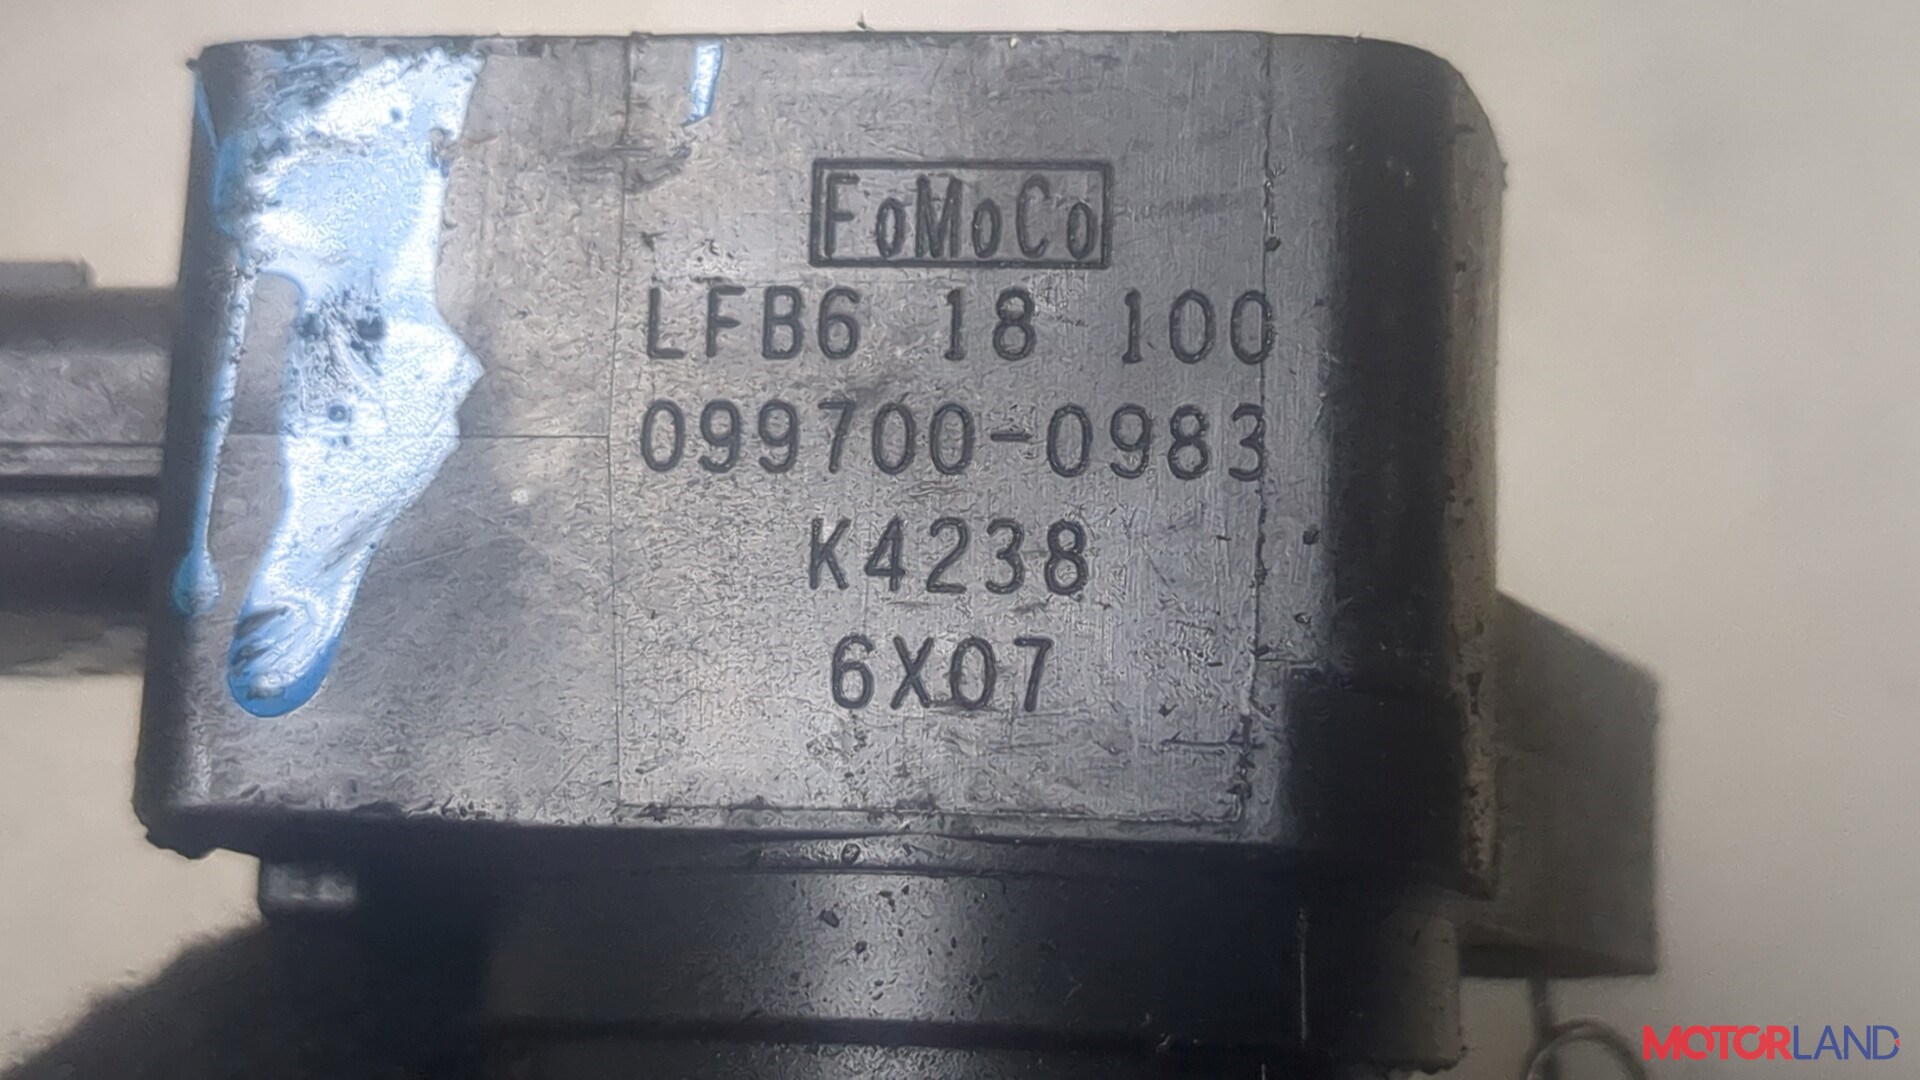 FoMoCo
LFB6 18 100
099700-0983
K4238
6X07
MOTORLAND